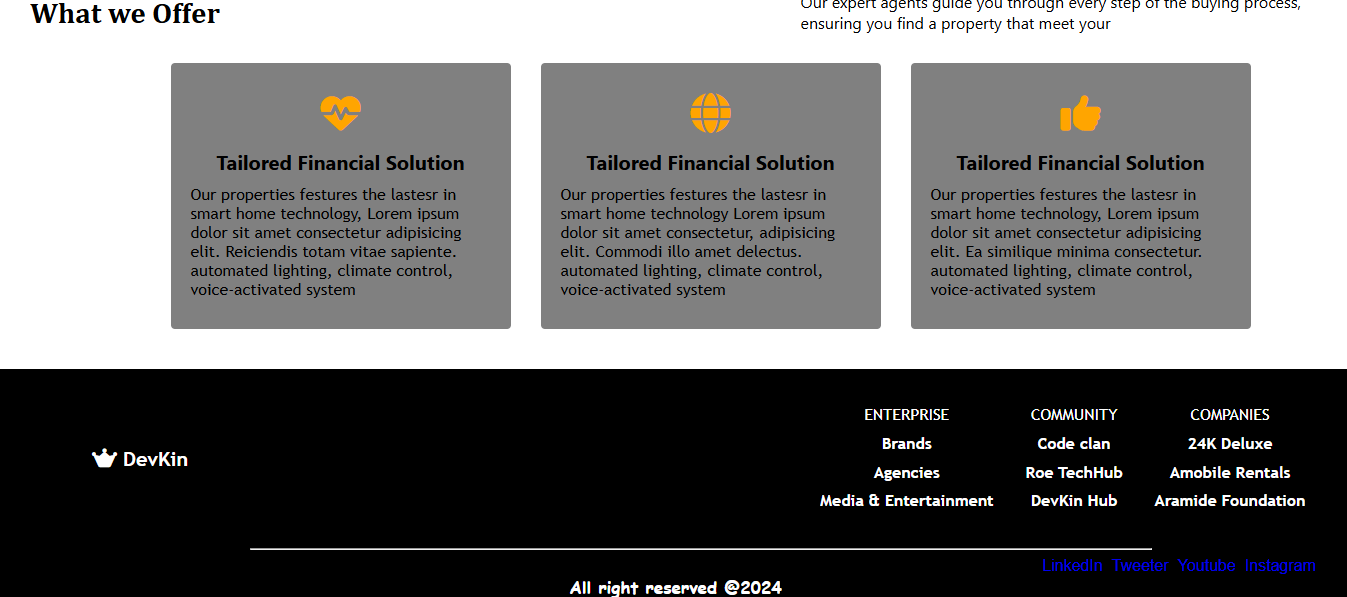 What we Offer
Our expert agents guide you through every step of the buying process,
ensuring you find a property that meet your
Tailored Financial Solution
Our properties festures the lastesr in
smart home technology, Lorem ipsum
dolor sit amet consectetur adipisicing
elit. Reiciendis totam vitae sapiente.
automated lighting, climate control,
voice-activated system
Tailored Financial Solution
Our properties festures the lastesr in
smart home technology Lorem ipsum
dolor sit amet consectetur, adipisicing
elit. Commodi illo amet delectus.
automated lighting, climate control,
voice-activated system
Tailored Financial Solution
Our properties festures the lastesr in
smart home technology, Lorem ipsum
dolor sit amet consectetur adipisicing
elit. Ea similique minima consectetur.
automated lighting, climate control,
voice-activated system
DevKin
ENTERPRISE
Brands
Agencies
Media & Entertainment
COMMUNITY
Code clan
Roe TechHub
DevKin Hub
COMPANIES
24K Deluxe
Amobile Rentals
Aramide Foundation
LinkedIn Tweeter Youtube Instagram
All right reserved @2024